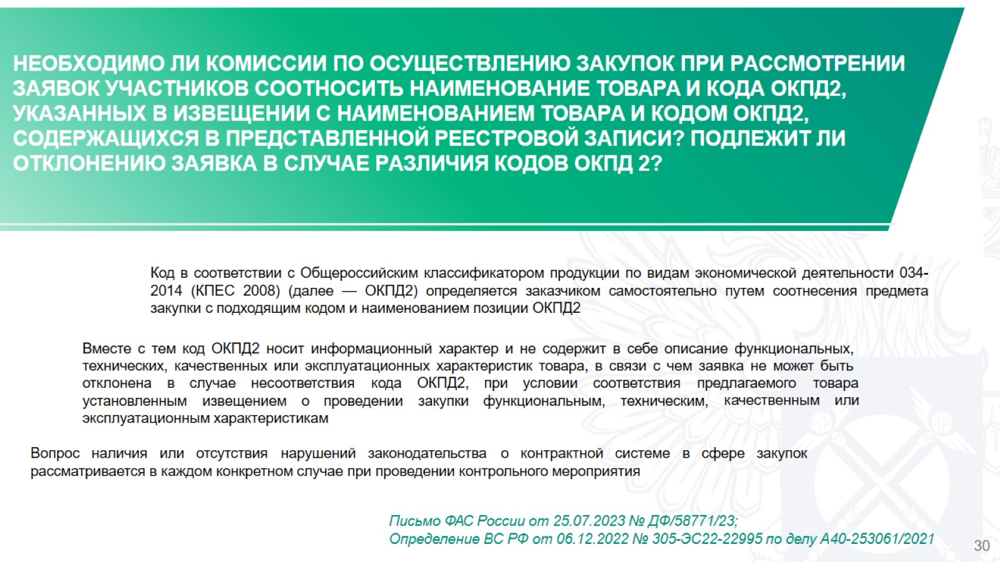 НЕОБХОДИМО ЛИ КОМИССИИ ПО ОСУЩЕСТВЛЕНИЮ ЗАКУПОК ПРИ РАССМОТРЕНИИ
ЗАЯВОК УЧАСТНИКОВ СООТНОСИТЬ НАИМЕНОВАНИЕ ТОВАРА И КОДА ОКПД2,
УКАЗАННЫХ В ИЗВЕЩЕНИИ С НАИМЕНОВАНИЕМ ТОВАРА И КОДОМ ОКПД2,
СОДЕРЖАЩИХСЯ В ПРЕДСТАВЛЕННОЙ РЕЕСТРОВОЙ ЗАПИСИ? ПОДЛЕЖИТ ЛИ
ОТКЛОНЕНИЮ ЗАЯВКА В СЛУЧАЕ РАЗЛИЧИЯ КОДОВ ОКПД 2?
Код в соответствии с Общероссийским классификатором продукции по видам экономической деятельности 034-
2014 (КПЕС 2008) (далее — ОКПД2) определяется заказчиком самостоятельно путем соотнесения предмета
закупки с подходящим кодом и наименованием позиции ОКПД2
Вместе с тем код ОКПД2 носит информационный характер и не содержит в себе описание функциональных,
технических, качественных или эксплуатационных характеристик товара, в связи с чем заявка не может быть
отклонена в случае несоответствия кода ОКПД2, при условии соответствия предлагаемого товара
установленным извещением о проведении закупки функциональным, техническим, качественным или
эксплуатационным характеристикам
Вопрос наличия или отсутствия нарушений законодательства о контрактной системе в сфере закупок
рассматривается в каждом конкретном случае при проведении контрольного мероприятия
Письмо ФАС России от 25.07.2023 № ДФ/58771/23;
Определение ВС РФ от 06.12.2022 № 305-ЭС22-22995 по делу А40-253061/2021
30